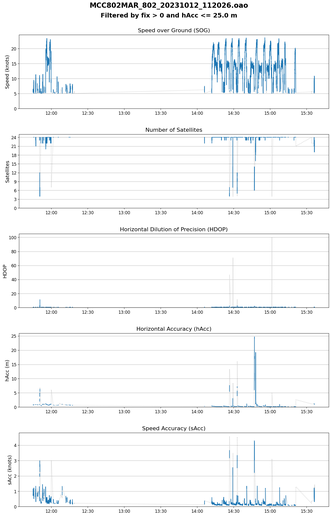 MCC802MAR_802_20231012_112026.oao
Filtered by fix > 0 and hAcc <= 25.0 m
Speed over Ground (SOG)
Speed (knots)
20
15
10
5
0
12:00 12:30 13:00 13:30 14:00 14:30 15:00 15:30
Number of Satellites
Satellites
24
20
16
12
8
4
0
12:00 12:30 13:00 13:30 14:00 14:30 15:00 15:30
Horizontal Dilution of Precision (HDOP)
HDOP
100
80
60
40
20
0
12:00 12:30 13:00 13:30 14:00 14:30 15:00 15:30
Horizontal Accuracy (hAcc)
hAcc (m)
25
20
15
10
5
0
12:00 12:30 13:00 13:30 14:00 14:30 15:00 15:30
Speed Accuracy (sAcc)
sAcc (knots)
4
3
2
1
0
12:00 12:30 13:00 13:30 14:00 14:30 15:00 15:30